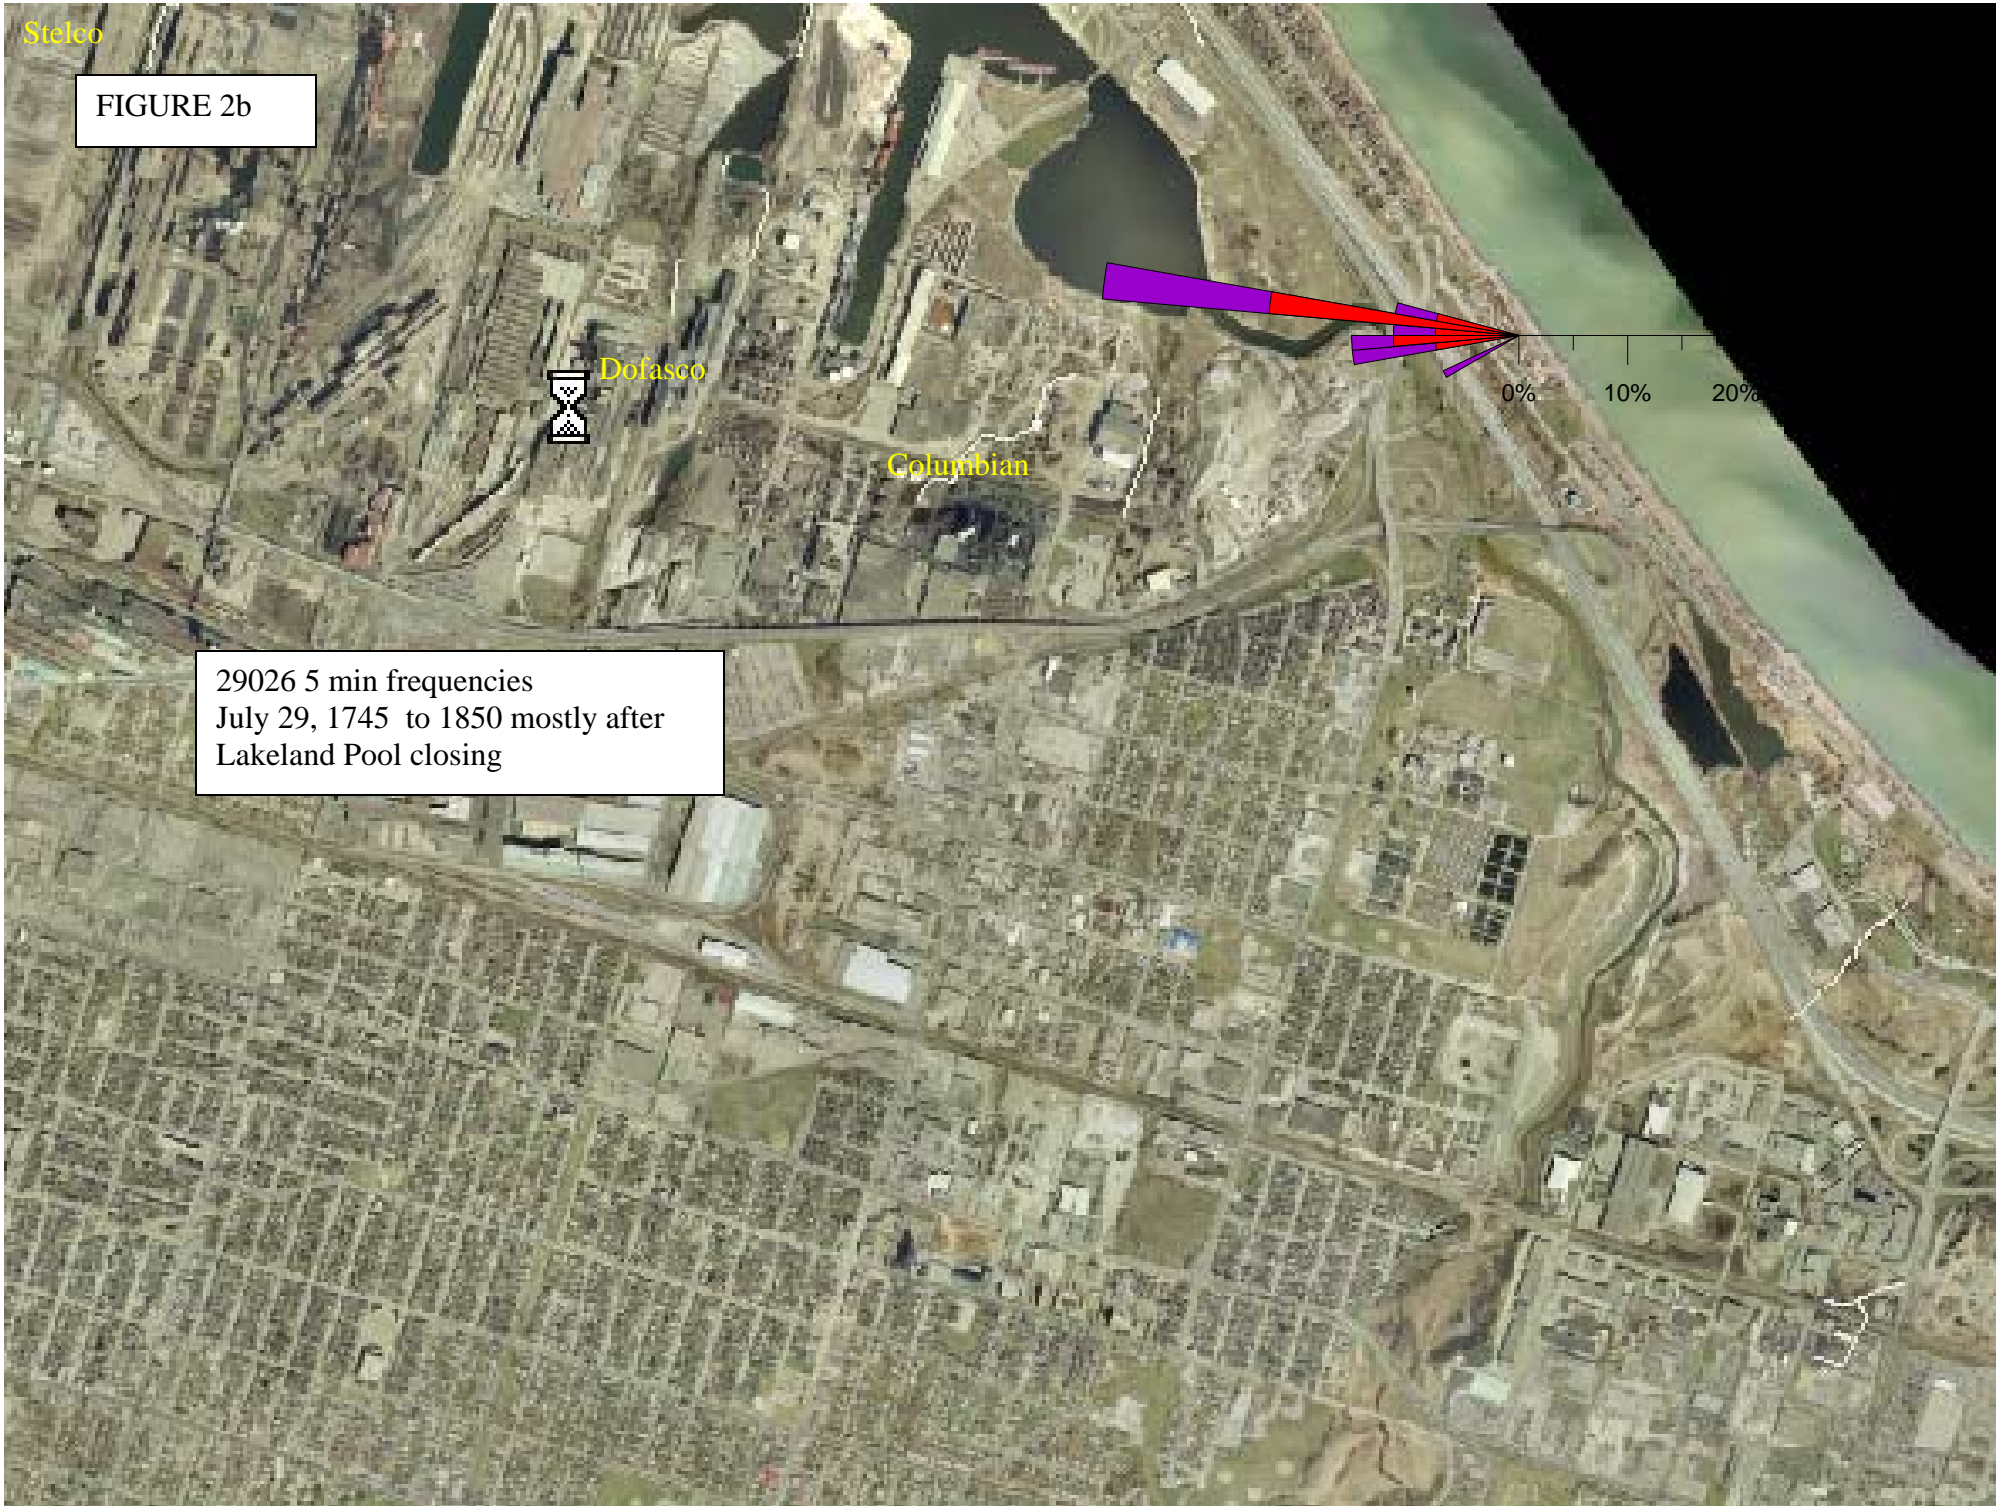 Stelco
FIGURE 2b
Dofasco
0% 10% 20%
Columbian
29026 5 min frequencies
July 29, 1745 to 1850 mostly after
Lakeland Pool closing